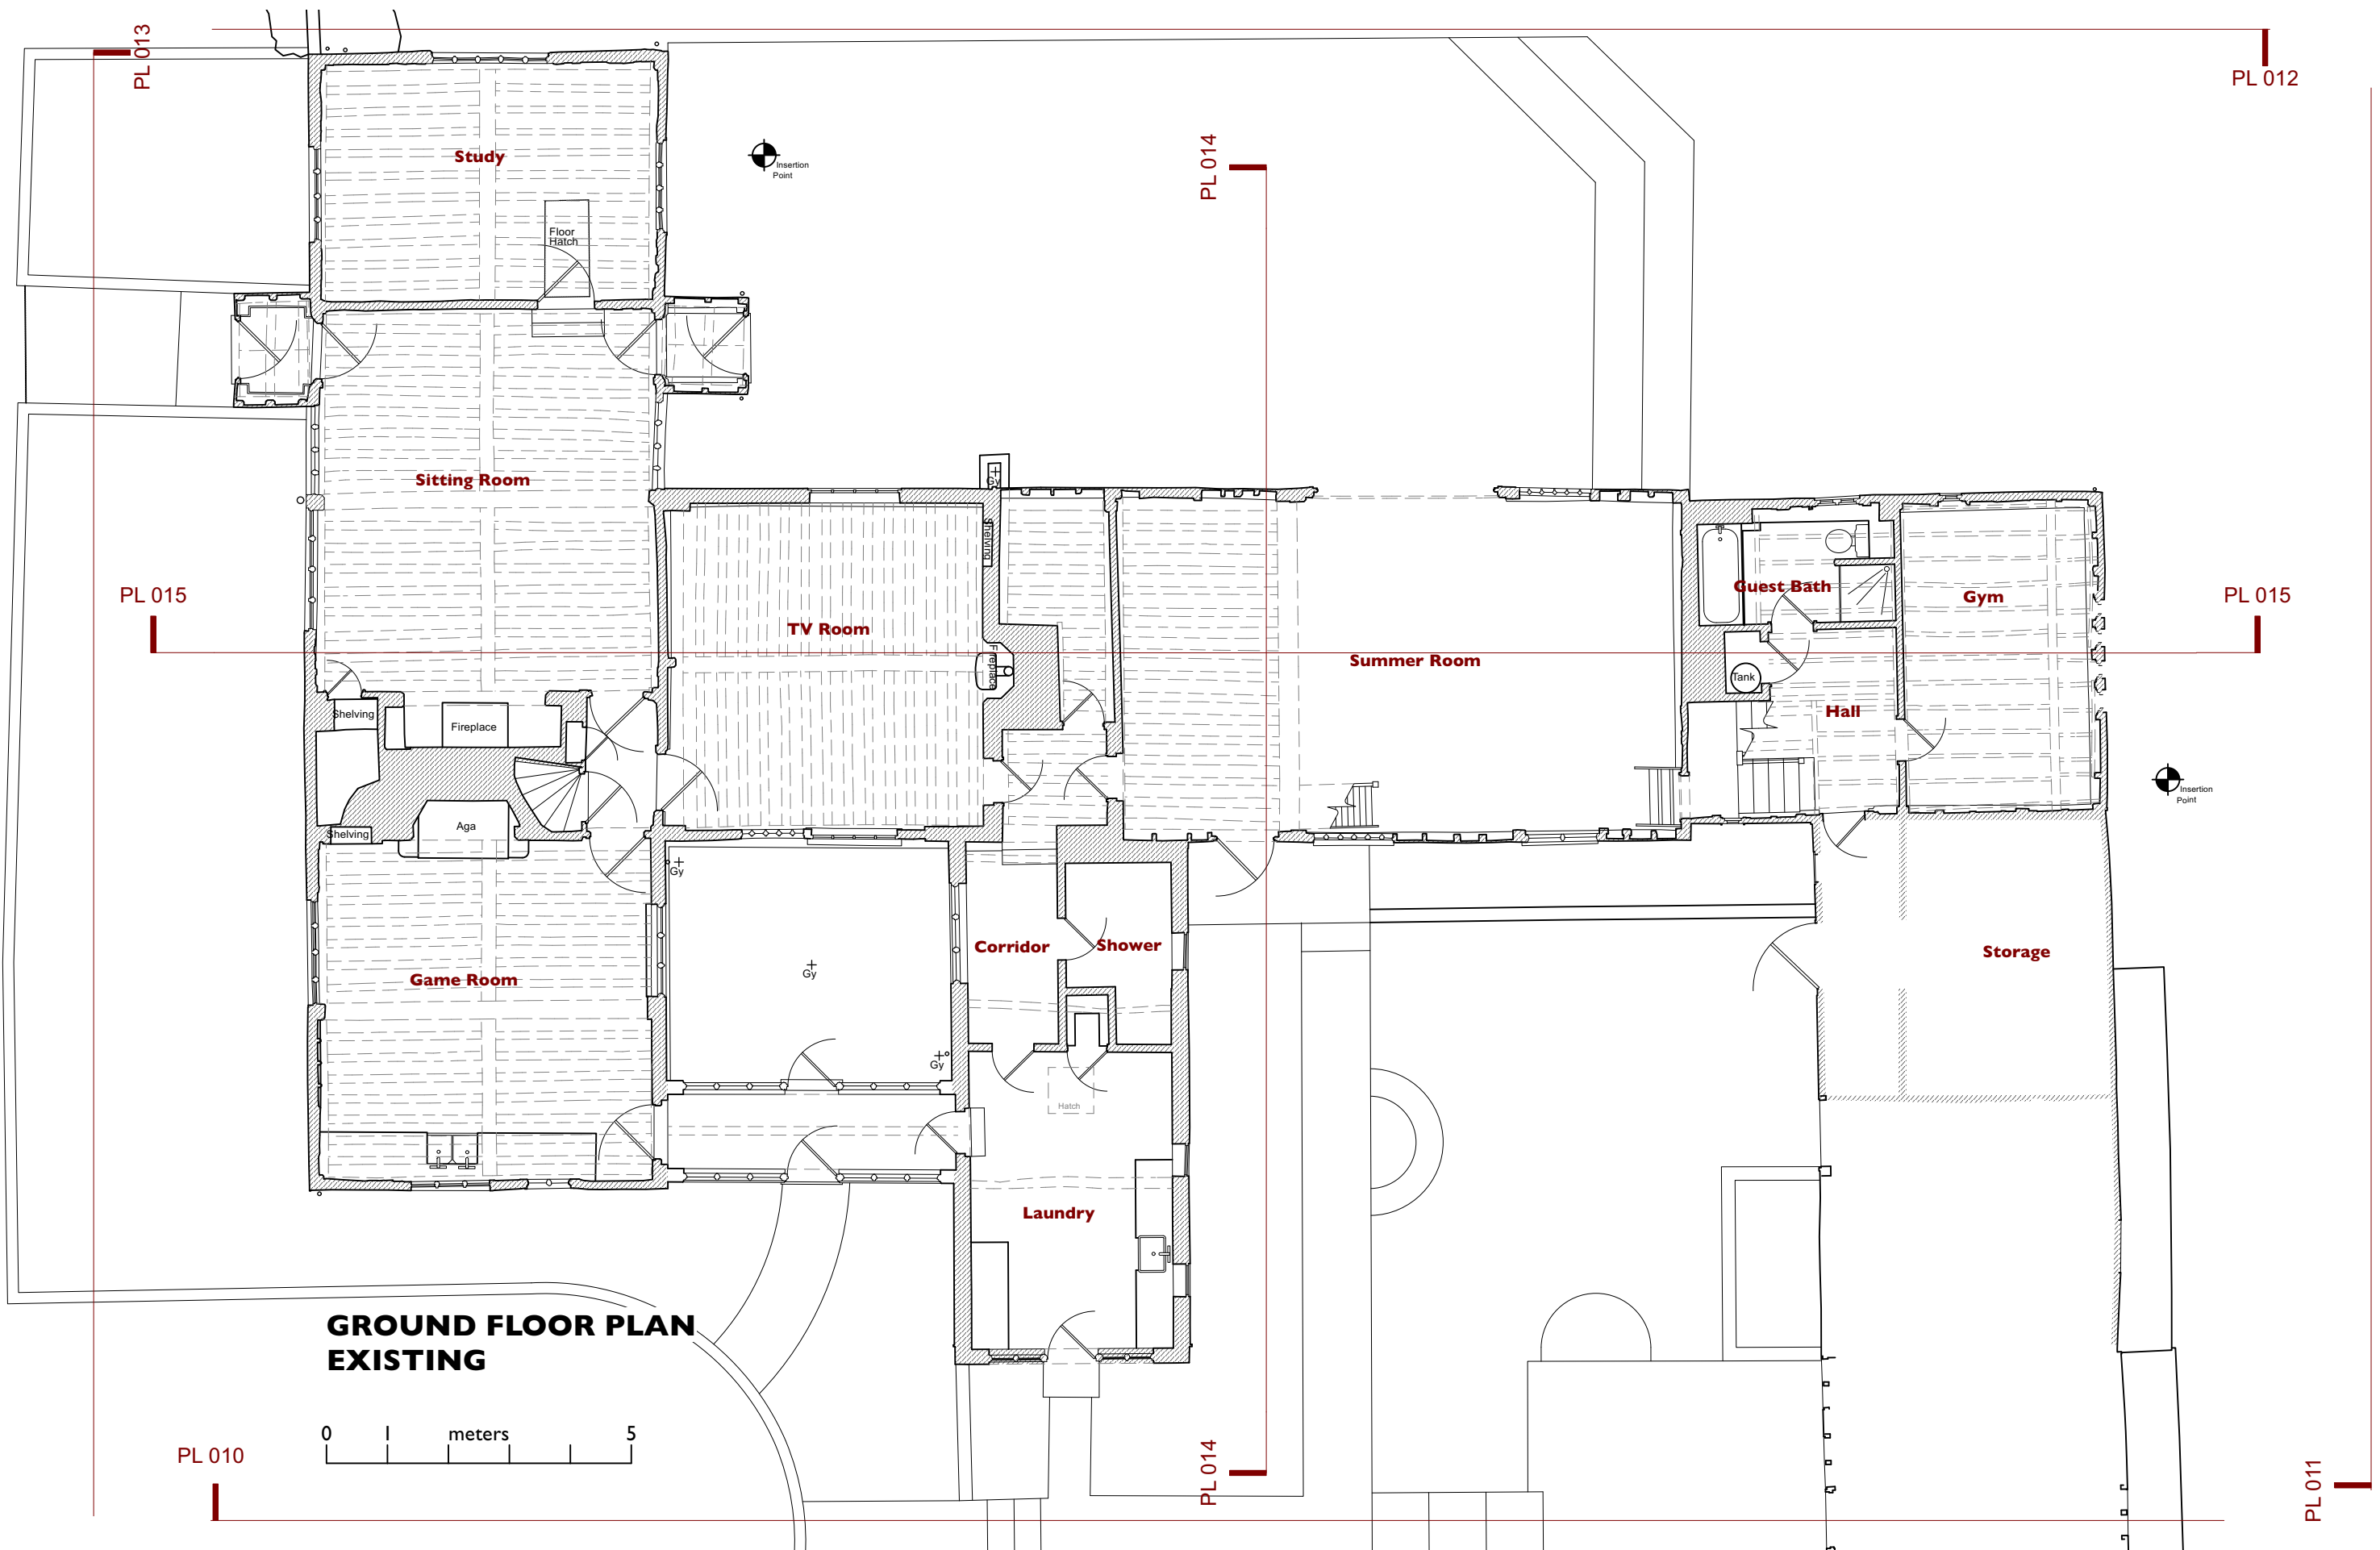 PL 013
PL 012
Study
PL 014
Insertion
Point
Floor
Hatch
Gy
Sitting Room
Shelving
PL 015
Guest Bath
Gym
PL 015
TV Room
Fireplace
Summer Room
Tank
Shelving
Fireplace
Hall
Insertion
Point
Shelving
Aga
Gy
Corridor
Shower
Storage
Game Room
Gy
Gy
Hatch
Laundry
GROUND FLOOR PLAN
EXISTING
0 1 meters 5
PL 010
PL 014
PL 011